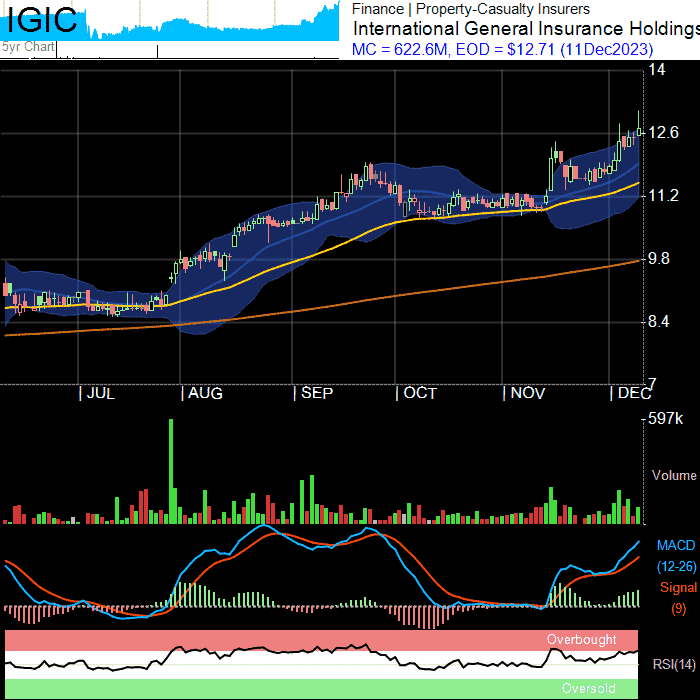 IGIC
5yr Chart
Finance | Property-Casualty Insurers
International General Insurance Holdings
MC = 622.6M, EOD = $12.71 (11Dec2023)
14
12.6
11.2
9.8
8.4
7
| JUL | AUG | SEP | OCT | NOV | DEC
597k
Volume
MACD
(12-26)
Signal
(9)
Overbought
RSI(14)
Oversold